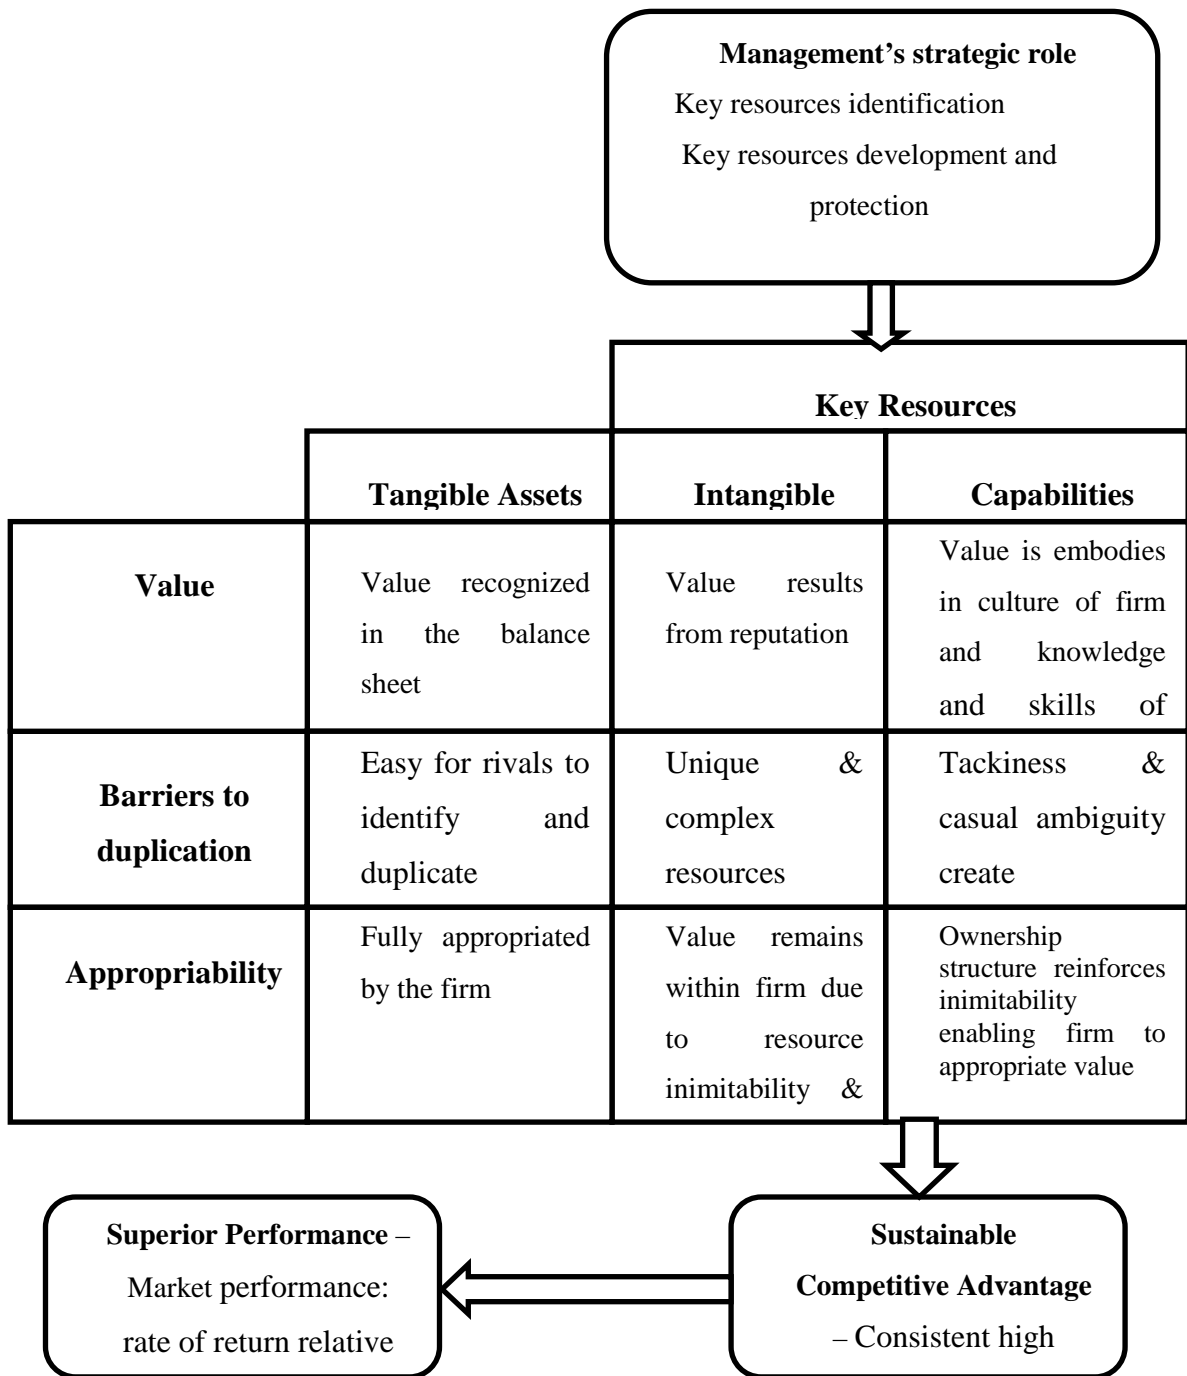 Management’s strategic role
Key resources identification
Key resources development and
protection
Key Resources
Tangible Assets
Intangible
Capabilities
Value
Value recognized
in the balance
sheet
Value results
from reputation
Value is embodies
in culture of firm
and knowledge
and skills of
Barriers to
duplication
Easy for rivals to
identify and
duplicate
Unique &
complex
resources
Tackiness &
casual ambiguity
create
Appropriability
Fully appropriated
by the firm
Value remains
within firm due
to resource
inimitability &
Ownership
structure reinforces
inimitability
enabling firm to
appropriate value
Superior Performance –
Market performance:
rate of return relative
Sustainable
Competitive Advantage
– Consistent high